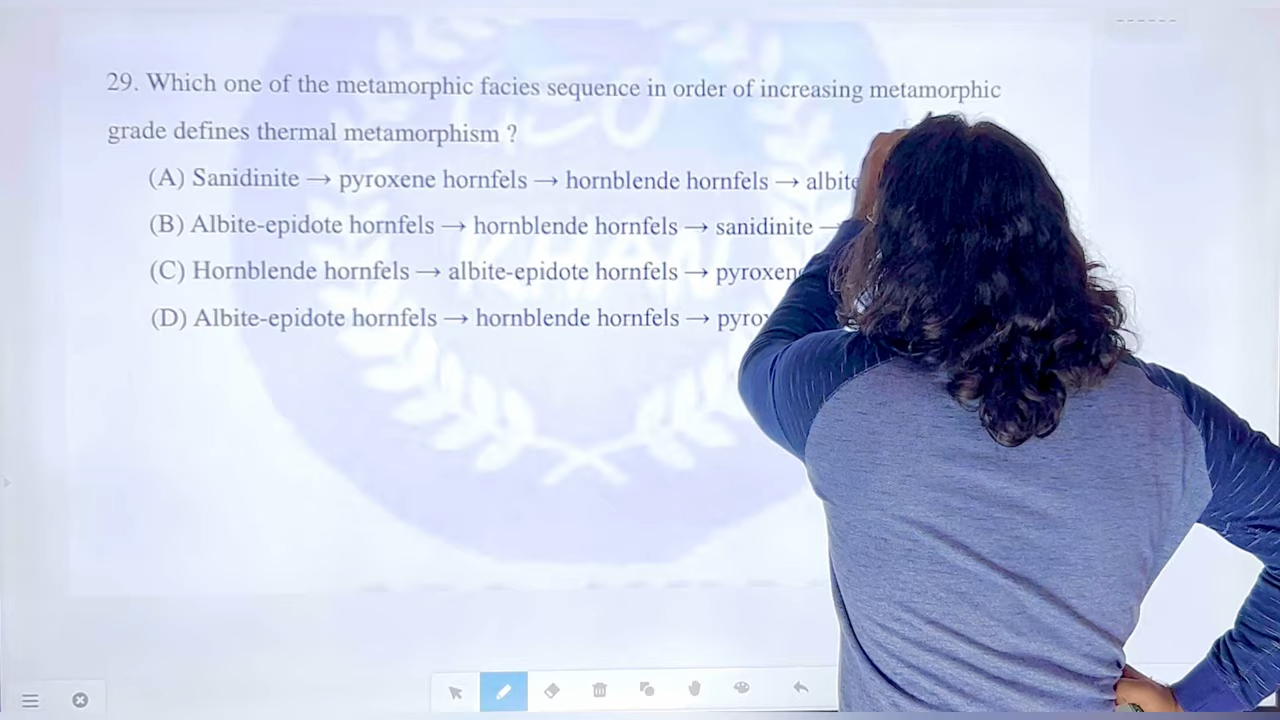 29. Which one of the metamorphic facies sequence in order of increasing metamorphic
grade defines thermal metamorphism ?
(A) Sanidinite → pyroxene hornfels → hornblende hornfels → albite
(B) Albite-epidote hornfels → hornblende hornfels → sanidinite →
(C) Hornblende hornfels → albite-epidote hornfels →
(D) Albite-epidote hornfels → hornblende hornfels →